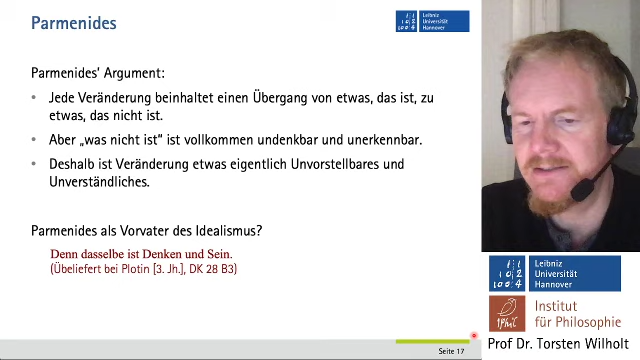 Parmenides
Leibniz
Universität
Hannover
Parmenides‘ Argument:
• Jede Veränderung beinhaltet einen Übergang von etwas, das ist, zu
etwas, das nicht ist.
• Aber „was nicht ist“ ist vollkommen undenkbar und unerkennbar.
• Deshalb ist Veränderung etwas eigentlich Unvorstellbares und
Unverständliches.
Parmenides als Vorvater des Idealismus?
Denn dasselbe ist Denken und Sein.
(Überliefert bei Plotin [3. Jh.], DK 28 B3)
Seite 17
Leibniz
Universität
Hannover
Institut
für Philosophie
Prof Dr. Torsten Wilholt